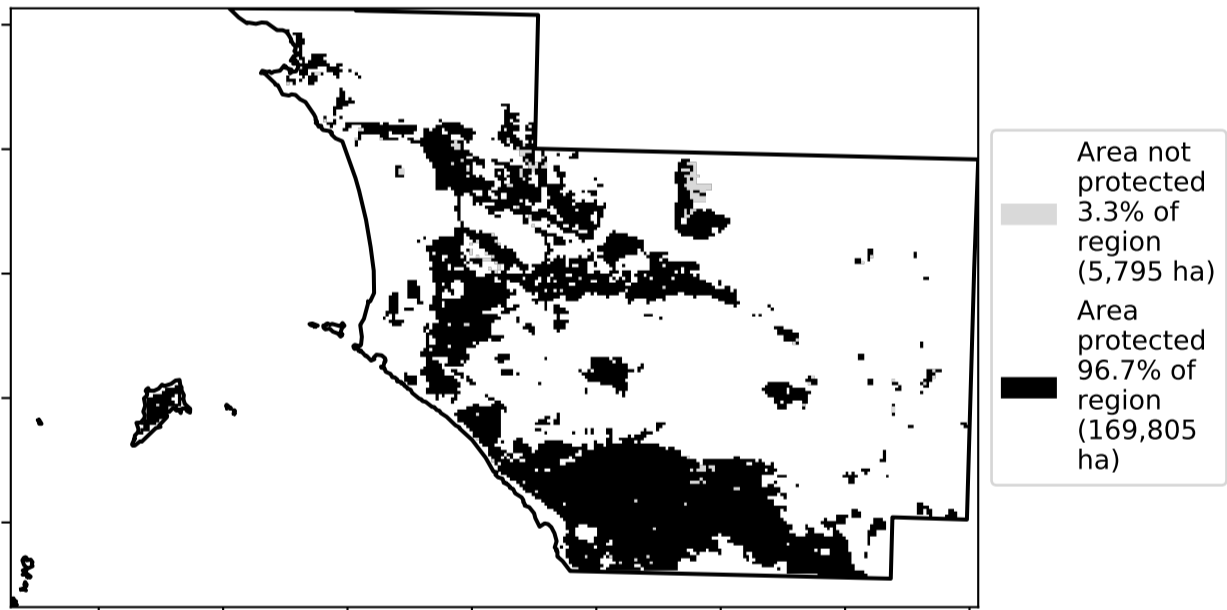 Area not
protected
3.3% of
region
(5,795 ha)
Area
protected
96.7% of
region
(169,805
ha)